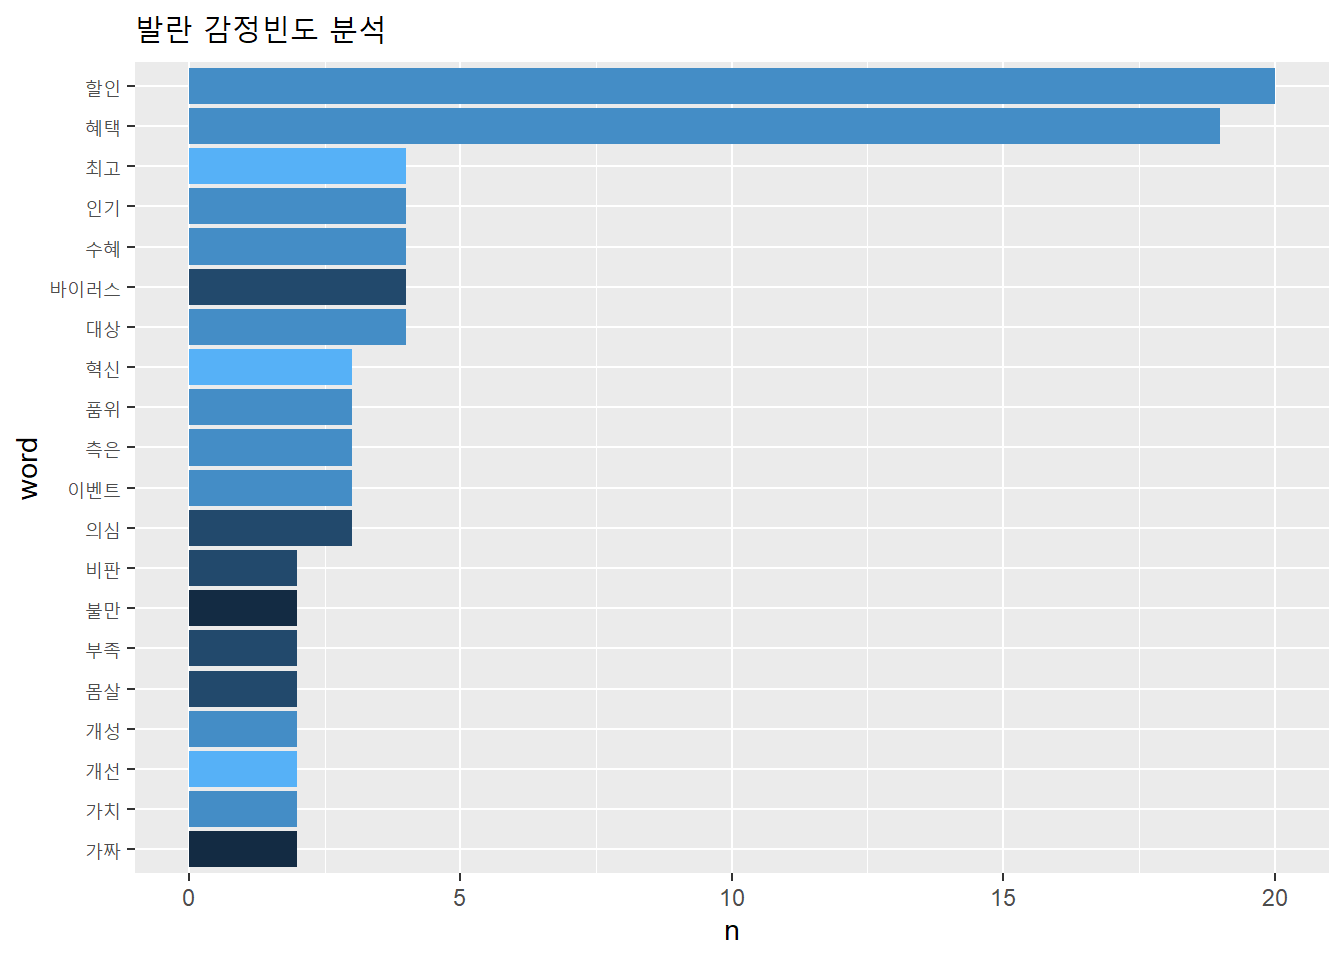 발란 감정빈도 분석
할인
혜택
최고
인기
수혜
바이러스
대상
혁신
품위
측은
이벤트
의심
비판
불만
부족
몸살
개성
개선
가치
가짜
word
0 5 10 15 20
n